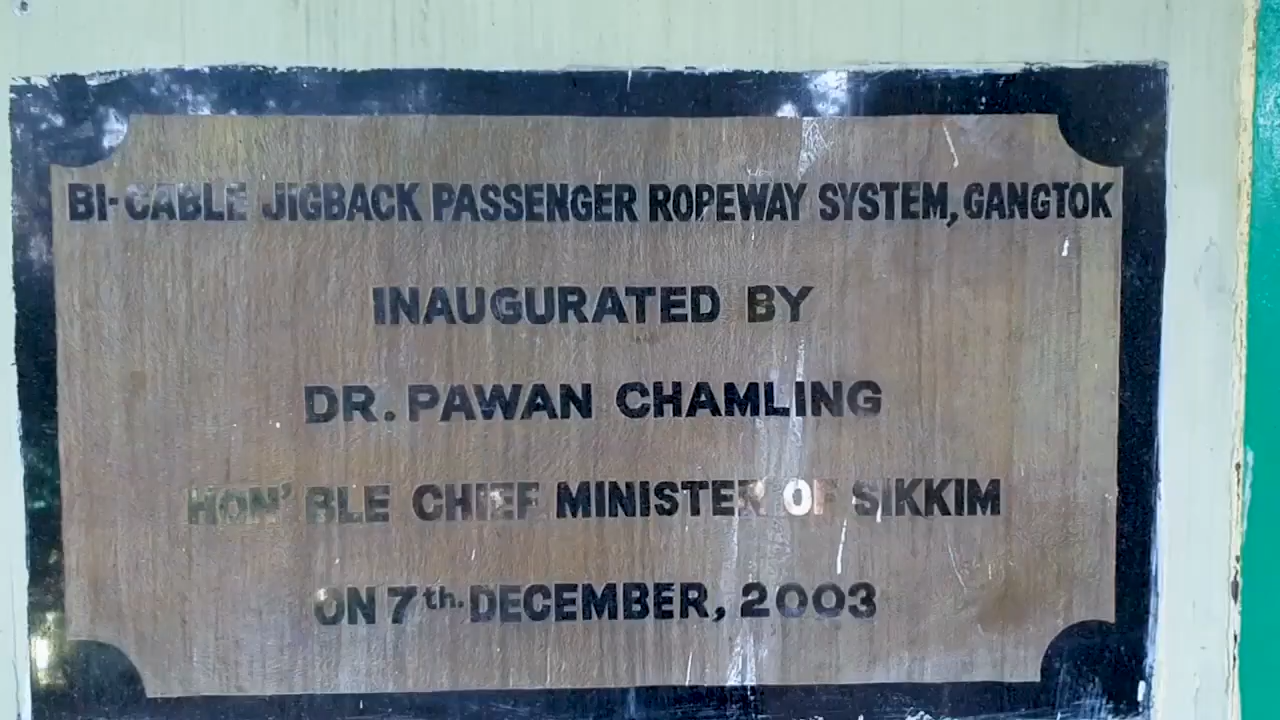 BI-CABLE JIGBACK PASSENGER ROPEWAY SYSTEM, GANGTOK
INAUGURATED BY
DR. PAWAN CHAMLING
HON'BLE CHIEF MINISTER OF SIKKIM
ON 7th. DECEMBER, 2003